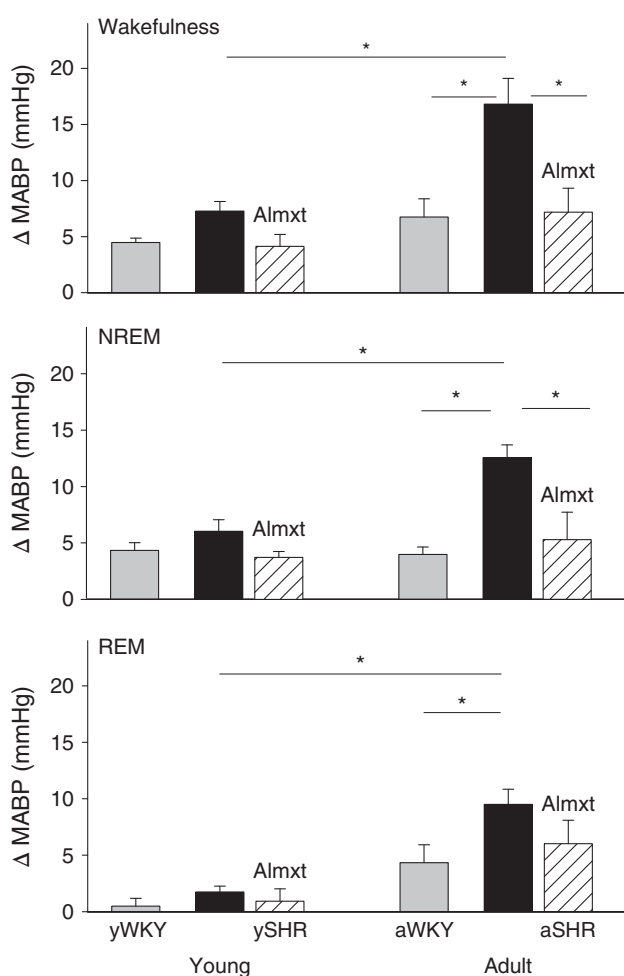 Wakefulness
*
* *
20
15
10
5
0
Δ MABP (mmHg)
Almxt
Almxt
NREM
*
* *
20
15
10
5
0
Δ MABP (mmHg)
Almxt
Almxt
REM
*
*
20
15
10
5
0
Δ MABP (mmHg)
Almxt
Almxt
yWKY ySHR aWKY aSHR
Young Adult